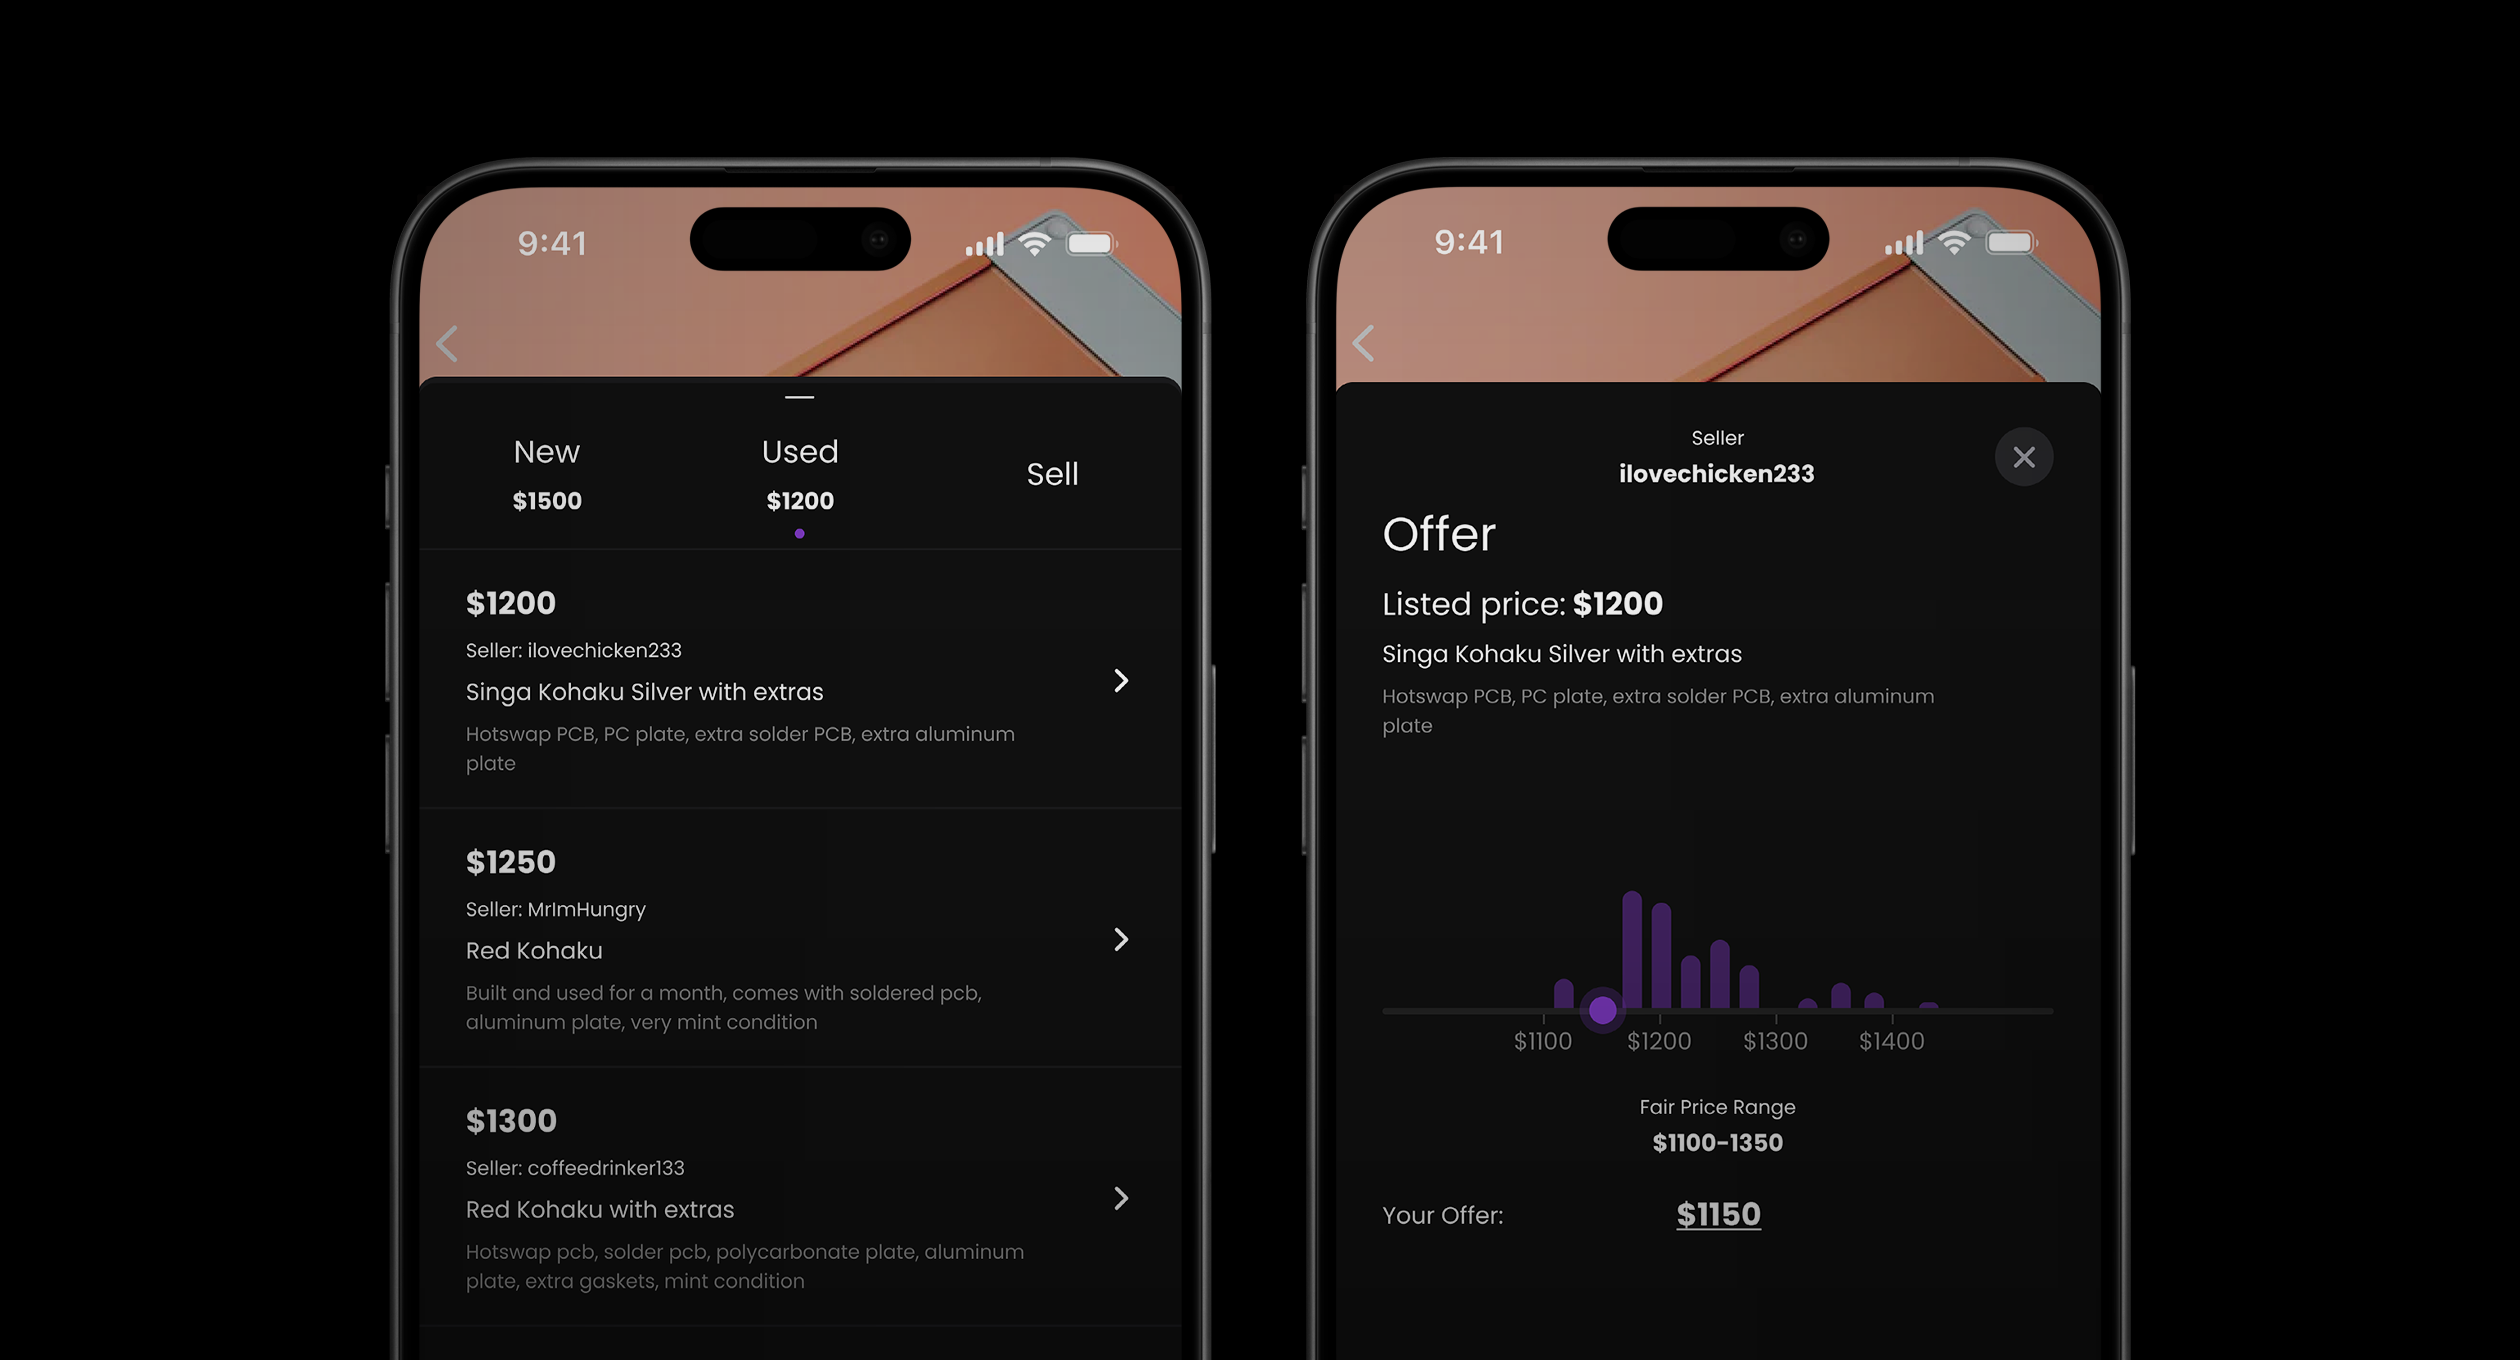 9:41
New
$1500
Used
$1200
Sell
$1200
Seller: ilovechicken233
Singa Kohaku Silver with extras
Hotswap PCB, PC plate, extra solder PCB, extra aluminum
plate
$1250
Seller: MrImHungry
Red Kohaku
Built and used for a month, comes with soldered pcb,
aluminum plate, very mint condition
$1300
Seller: coffeedrinker133
Red Kohaku with extras
Hotswap pcb, solder pcb, polycarbonate plate, aluminum
plate, extra gaskets, mint condition
9:41
Seller
ilovechicken233
Offer
Listed price: $1200
Singa Kohaku Silver with extras
Hotswap PCB, PC plate, extra solder PCB, extra aluminum
plate
$1100 $1200 $1300 $1400
Fair Price Range
$1100-1350
Your Offer: $1150